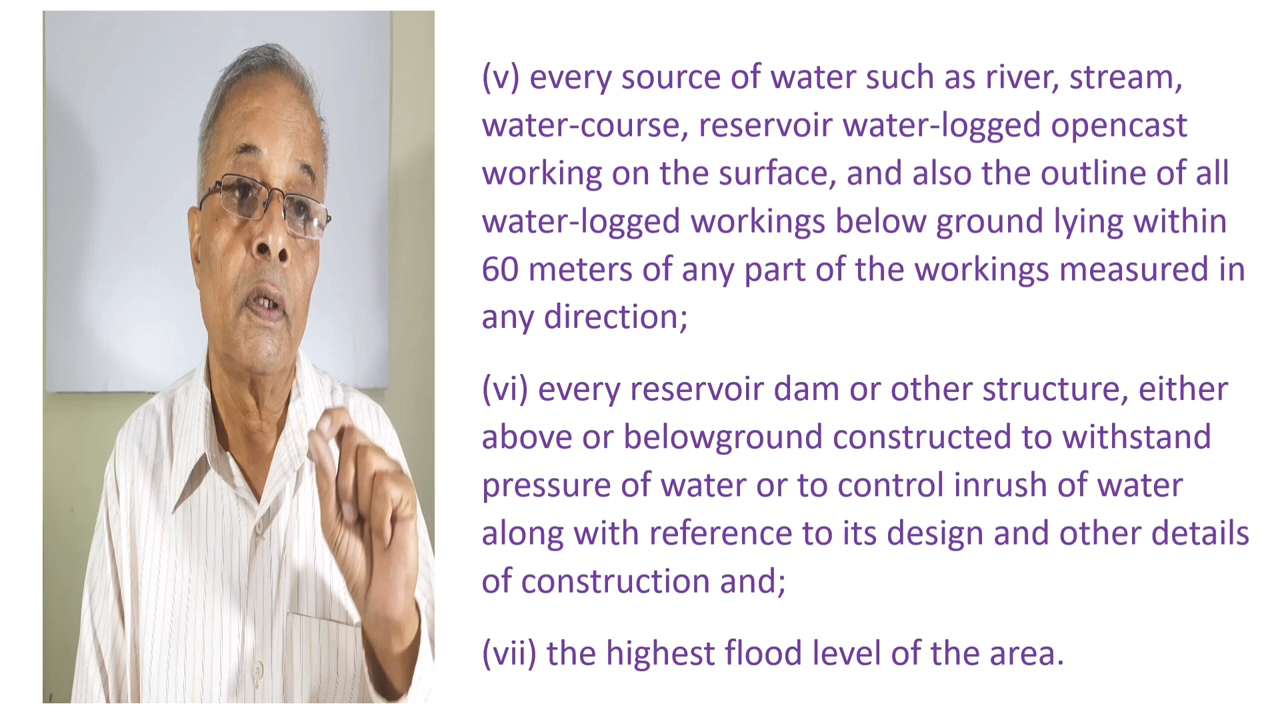 (v) every source of water such as river, stream,
water-course, reservoir water-logged opencast
working on the surface, and also the outline of all
water-logged workings below ground lying within
60 meters of any part of the workings measured in
any direction;
(vi) every reservoir dam or other structure, either
above or belowground constructed to withstand
pressure of water or to control inrush of water
along with reference to its design and other details
of construction and;
(vii) the highest flood level of the area.